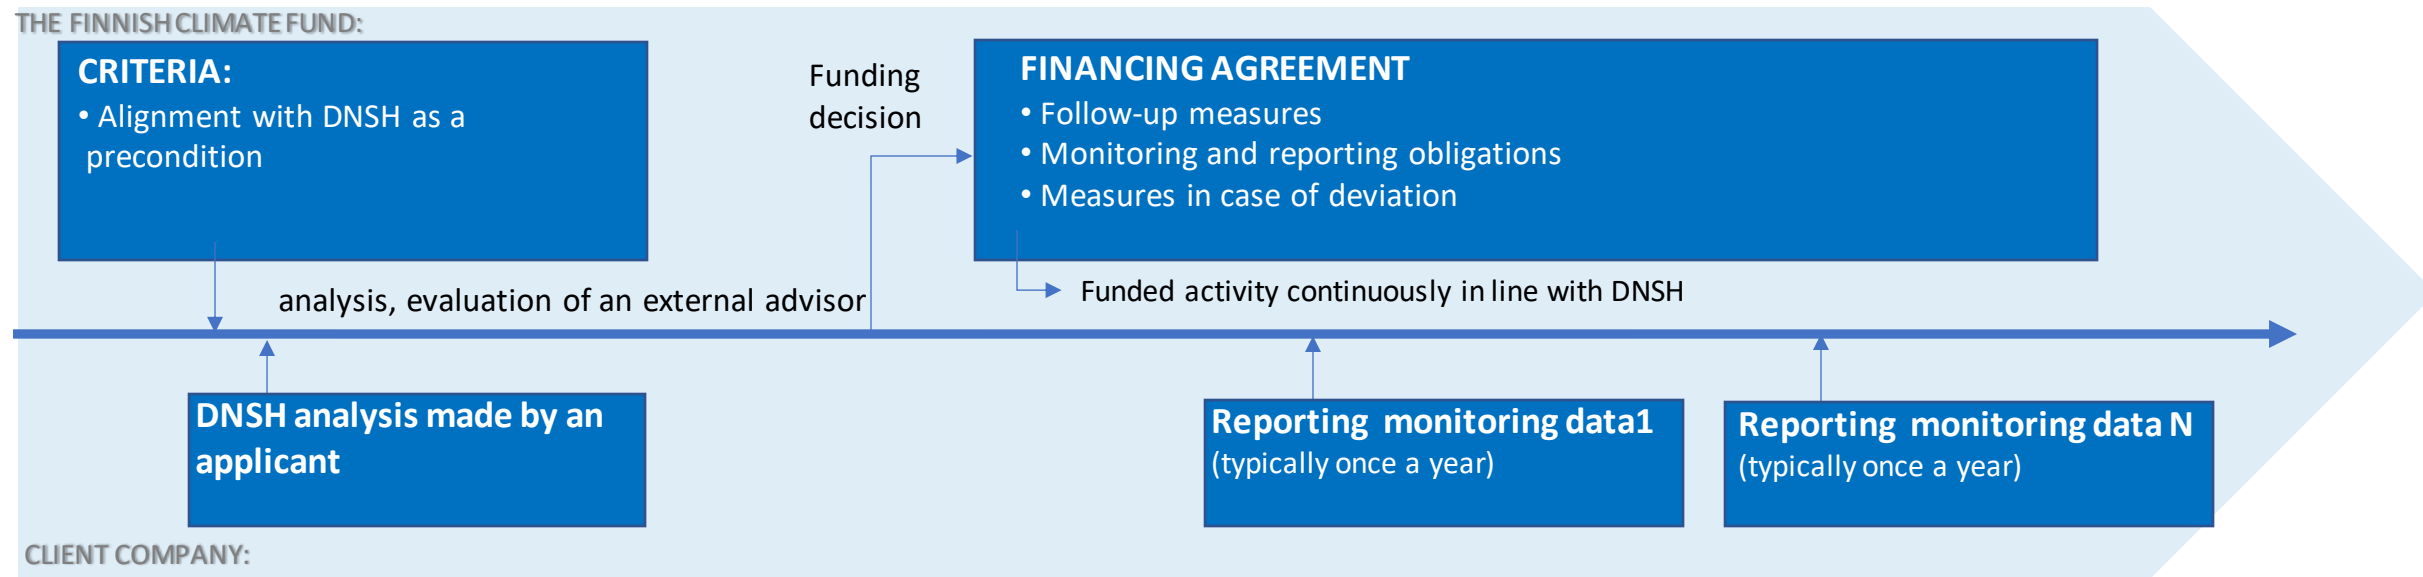 THE FINNISH CLIMATE FUND:
CRITERIA:
• Alignment with DNSH as a
precondition
Funding
decision
FINANCING AGREEMENT
• Follow-up measures
• Monitoring and reporting obligations
• Measures in case of deviation
analysis, evaluation of an external advisor
Funded activity continuously in line with DNSH
DNSH analysis made by an
applicant
Reporting monitoring data1
(typically once a year)
Reporting monitoring data N
(typically once a year)
CLIENT COMPANY: